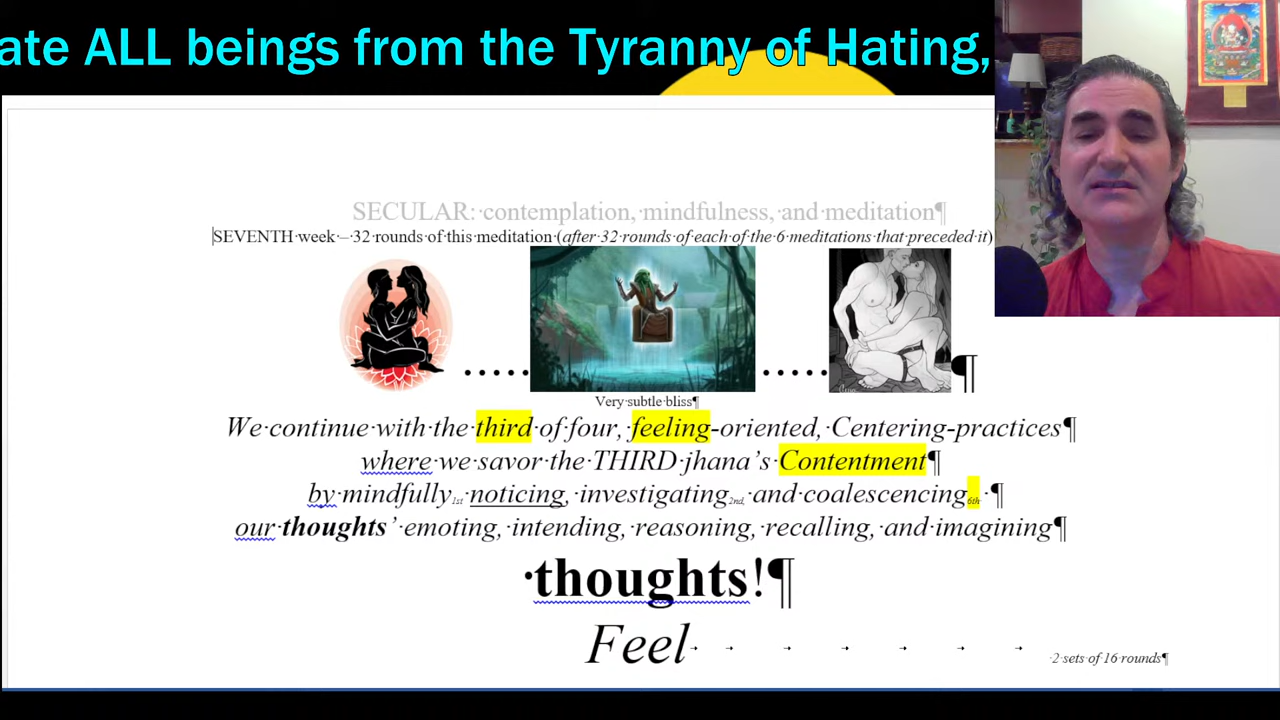 ate ALL beings from the Tyranny of Hating,
SECULAR:·contemplation,·mindfulness,·and·meditation¶
SEVENTH·week·–·32·rounds·of·this·meditation·(after·32·rounds·of·each·of·the·6·meditations·that·preceded·it)
.....
.....¶
Very·subtle·bliss¶
We·continue·with·the·third·of·four,·feeling-oriented,·Centering-practices¶
where·we·savor·the·THIRD·jhana’s·Contentment¶
by·mindfully1st·noticing,·investigating2nd,·and·coalescencing6th·¶
our·thoughts’·emoting,·intending,·reasoning,·recalling,·and·imagining¶
·thoughts!¶
Feel→ → → → → → → ·2·sets·of·16·rounds¶